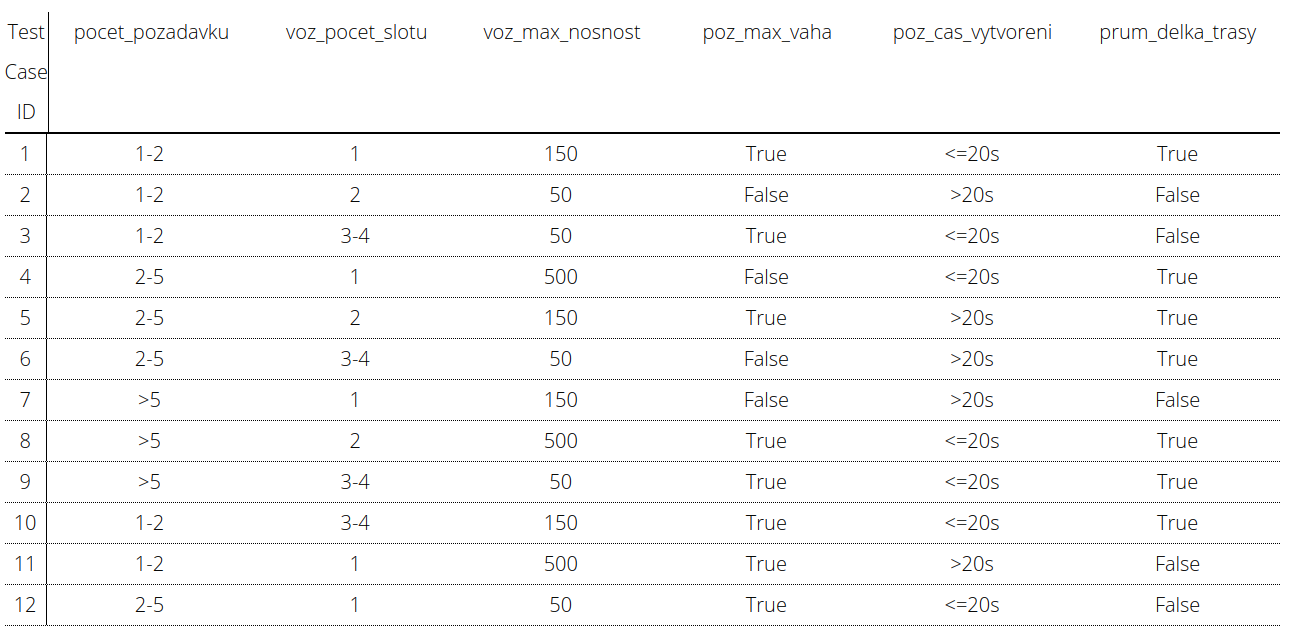 Test Case ID pocet_pozadavku voz_pocet_slotu voz_max_nosnost poz_max_vaha poz_cas_vytvoreni prum_delka_trasy
1 1-2 1 150 True <=20s True
2 1-2 2 50 False >20s False
3 1-2 3-4 50 True <=20s False
4 2-5 1 500 False <=20s True
5 2-5 2 150 True >20s True
6 2-5 3-4 50 False >20s True
7 >5 1 150 False >20s False
8 >5 2 500 True <=20s True
9 >5 3-4 50 True <=20s True
10 1-2 3-4 150 True <=20s True
11 1-2 1 500 True >20s False
12 2-5 1 50 True <=20s False